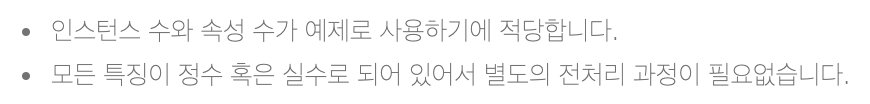 • 인스턴스 수와 속성 수가 예제로 사용하기에 적당합니다.
• 모든 특징이 정수 혹은 실수로 되어 있어서 별도의 전처리 과정이 필요없습니다.